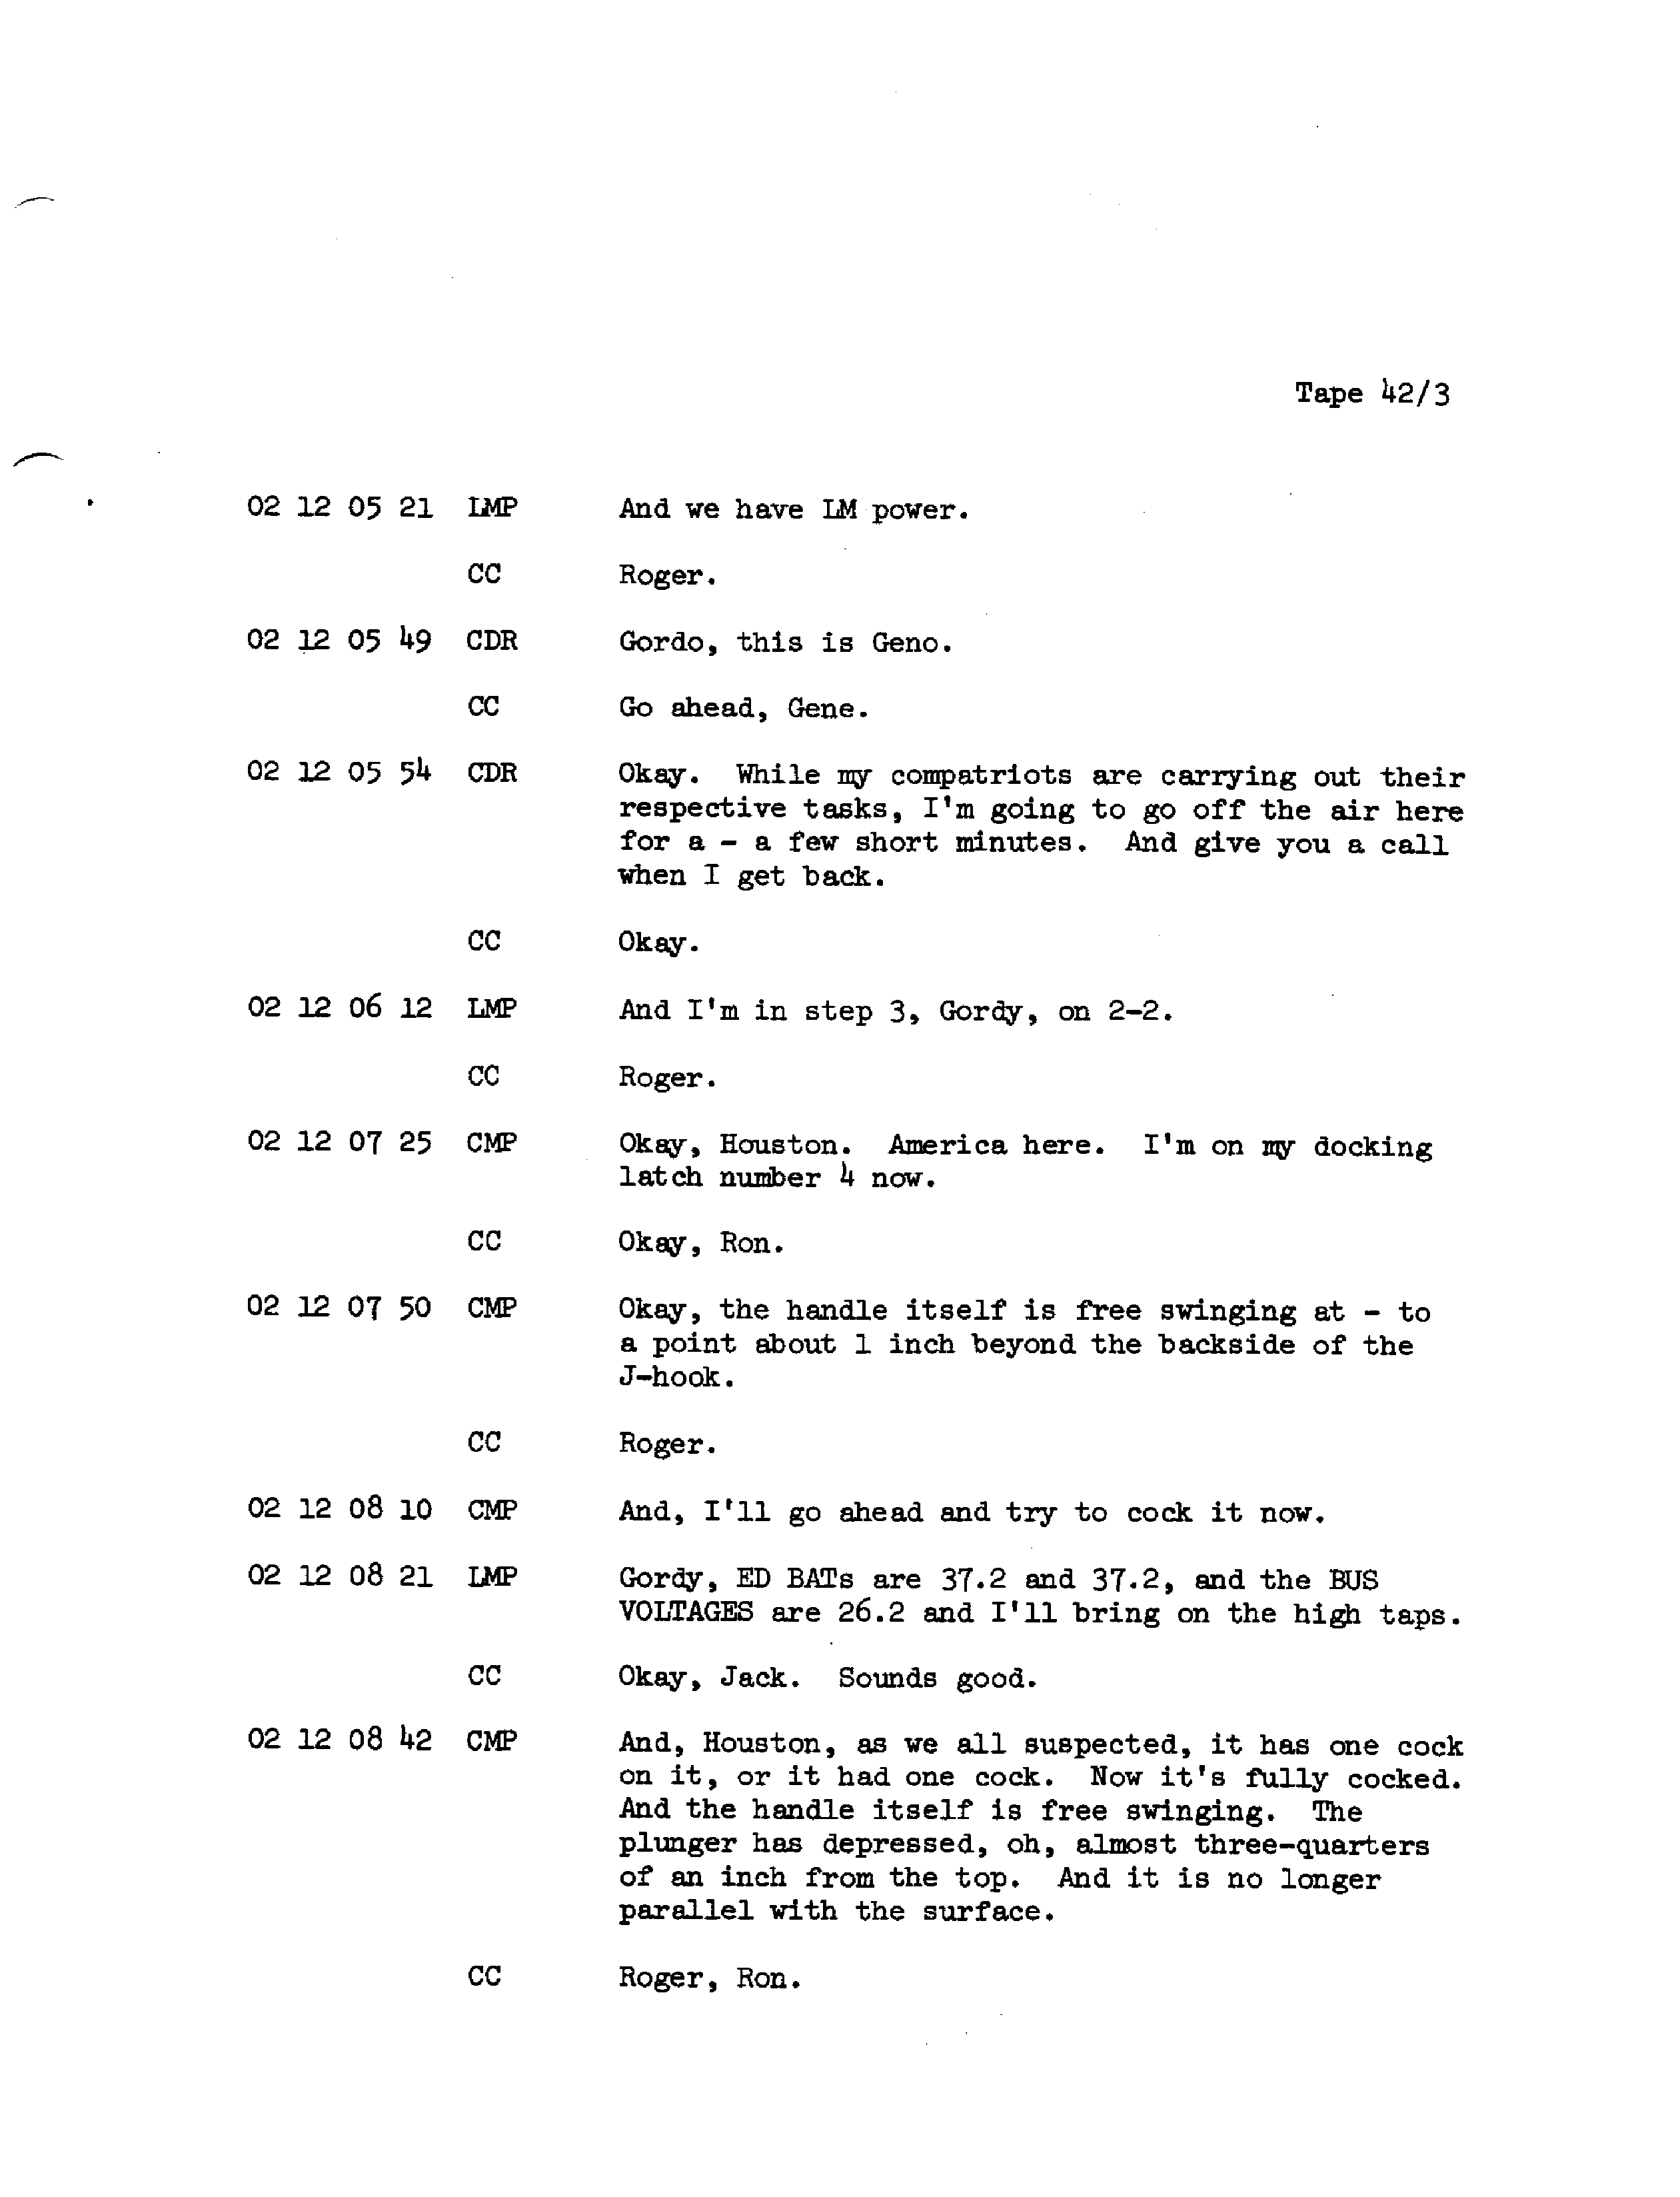 Tape 42/3
02 12 05 21 LMP And we have LM power.
CC Roger.
02 12 05 49 CDR Gordo, this is Geno.
CC Go ahead, Gene.
02 12 05 54 CDR Okay. While my compatriots are carrying out their
respective tasks, I'm going to go off the air here
for a - a few short minutes. And give you a call
when I get back.
CC Okay.
02 12 06 12 LMP And I'm in step 3, Gordy, on 2-2.
CC Roger.
02 12 07 25 CMP Okay, Houston. America here. I'm on my docking
latch number 4 now.
CC Okay, Ron.
02 12 07 50 CMP Okay, the handle itself is free swinging at - to
a point about 1 inch beyond the backside of the
J-hook.
CC Roger.
02 12 08 10 CMP And, I'll go ahead and try to cock it now.
02 12 08 21 LMP Gordy, ED BATs are 37.2 and 37.2, and the BUS
VOLTAGES are 26.2 and I'll bring on the high taps.
CC Okay, Jack. Sounds good.
02 12 08 42 CMP And, Houston, as we all suspected, it has one cock
on it, or it had one cock. Now it's fully cocked.
And the handle itself is free swinging. The
plunger has depressed, oh, almost three-quarters
of an inch from the top. And it is no longer
parallel with the surface.
CC Roger, Ron.